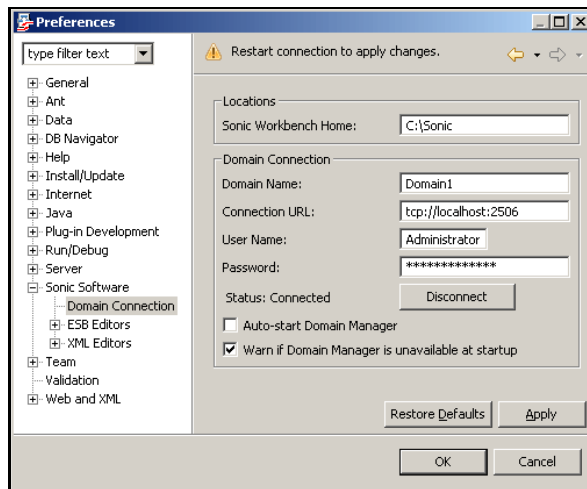 Preferences
type filter text
Restart connection to apply changes.
General
Ant
Data
DB Navigator
Help
Install/Update
Internet
Java
Plug-in Development
Run/Debug
Server
Sonic Software
Domain Connection
ESB Editors
XML Editors
Team
Validation
Web and XML
Locations
Sonic Workbench Home: C:\Sonic
Domain Connection
Domain Name: Domain1
Connection URL: tcp://localhost:2506
User Name: Administrator
Password: *************
Status: Connected Disconnect
Auto-start Domain Manager
Warn if Domain Manager is unavailable at startup
Restore Defaults Apply
OK Cancel